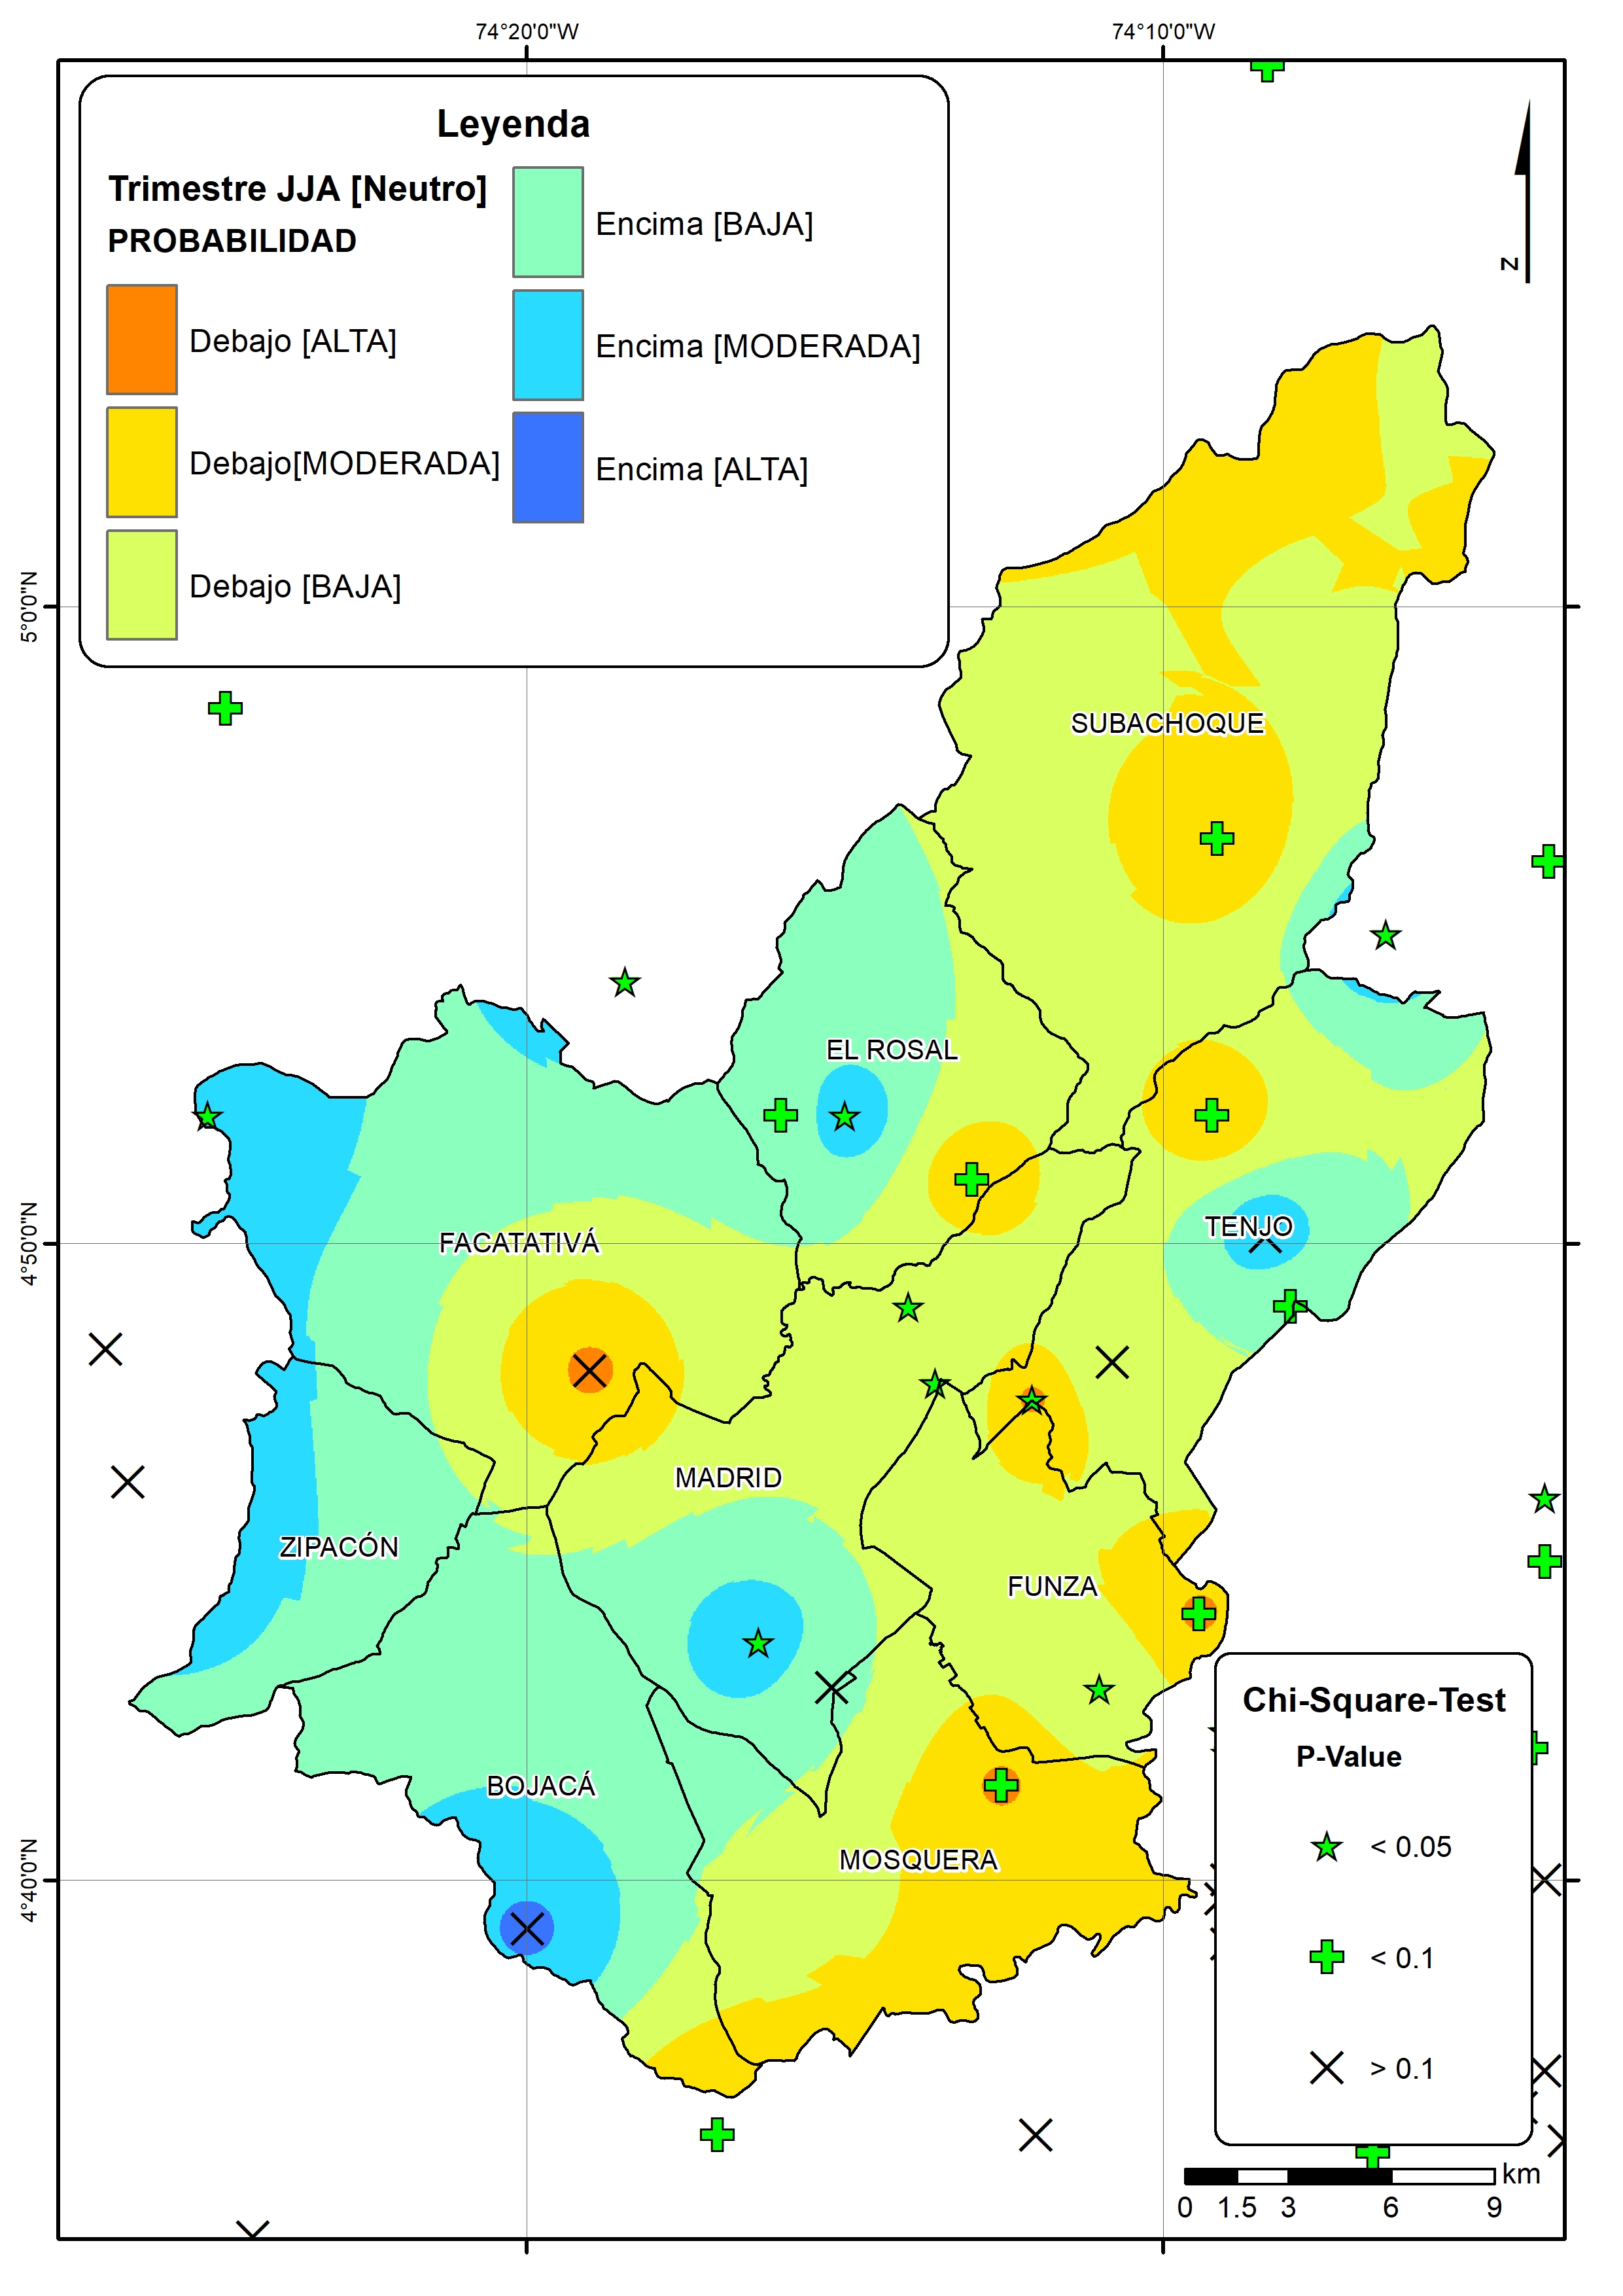 74°20'0"W
74°10'0"W
Leyenda
Trimestre JJA [Neutro]
PROBABILIDAD
Debajo [ALTA]
Debajo[MODERADA]
Debajo [BAJA]
Encima [BAJA]
Encima [MODERADA]
Encima [ALTA]
N
5°0'0"N
SUBACHOQUE
EL ROSAL
TENJO
4°50'0"N
FACATATIVÁ
MADRID
ZIPACÓN
FUNZA
BOJACÁ
MOSQUERA
4°40'0"N
Chi-Square-Test
P-Value
< 0.05
< 0.1
> 0.1
km
0 1.5 3 6 9